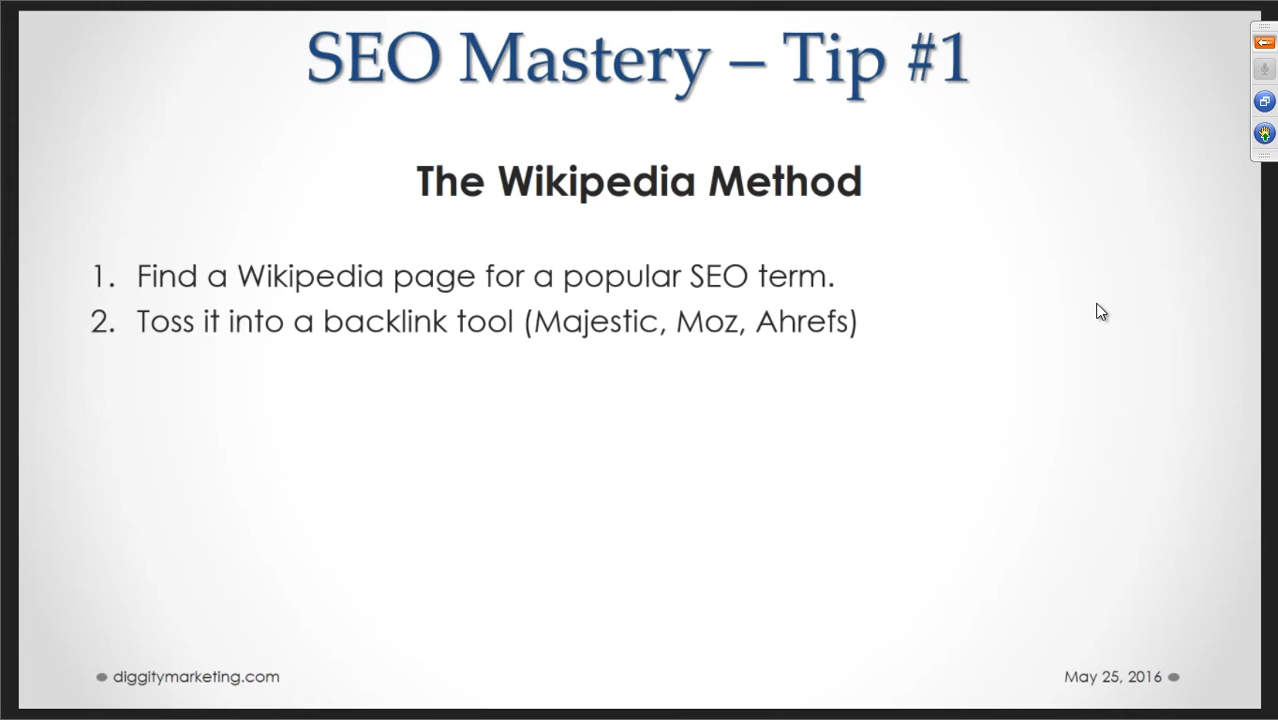 SEO Mastery – Tip #1
The Wikipedia Method
1. Find a Wikipedia page for a popular SEO term.
2. Toss it into a backlink tool (Majestic, Moz, Ahrefs)
diggitymarketing.com
May 25, 2016